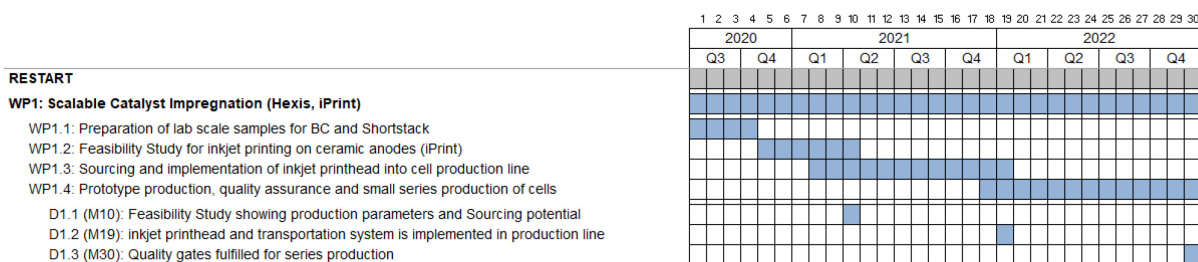 1 2 3 4 5 6 7 8 9 10 11 12 13 14 15 16 17 18 19 20 21 22 23 24 25 26 27 28 29 30
2020 2021 2022
Q3 Q4 Q1 Q2 Q3 Q4 Q1 Q2 Q3 Q4
RESTART
WP1: Scalable Catalyst Impregnation (Hexis, iPrint)
WP1.1: Preparation of lab scale samples for BC and Shortstack
WP1.2: Feasibility Study for inkjet printing on ceramic anodes (iPrint)
WP1.3: Sourcing and implementation of inkjet printhead into cell production line
WP1.4: Prototype production, quality assurance and small series production of cells
D1.1 (M10): Feasibility Study showing production parameters and Sourcing potential
D1.2 (M19): inkjet printhead and transportation system is implemented in production line
D1.3 (M30): Quality gates fulfilled for series production